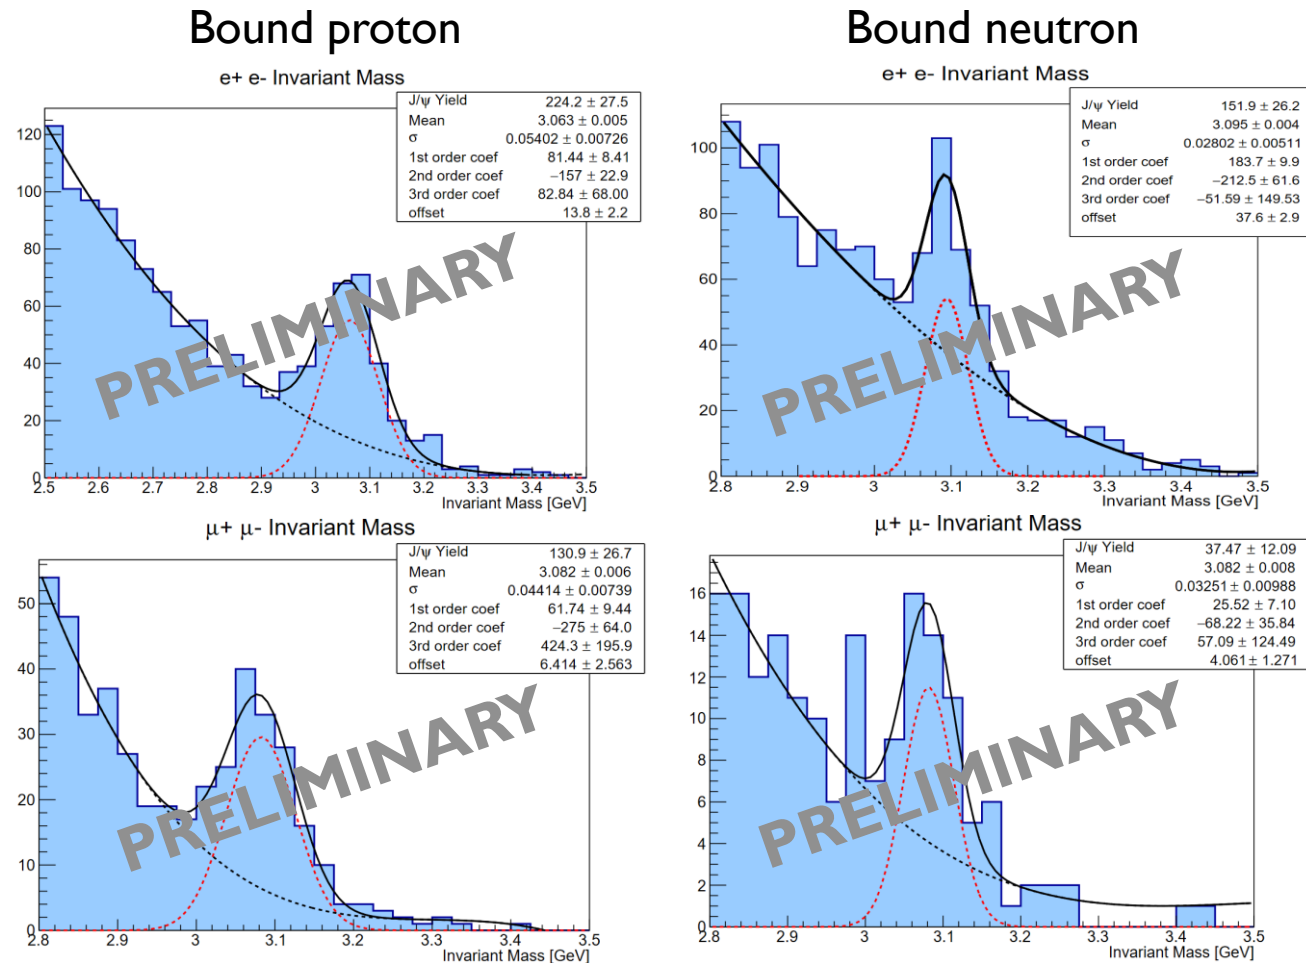 Bound proton
Bound neutron
e+ e- Invariant Mass
J/ψ Yield 224.2 ± 27.5
Mean 3.063 ± 0.005
σ 0.05402 ± 0.00726
1st order coef 81.44 ± 8.41
2nd order coef −157 ± 22.9
3rd order coef 82.84 ± 68.00
offset 13.8 ± 2.2
120
100
80
60
40
20
0
PRELIMINARY
2.5 2.6 2.7 2.8 2.9 3 3.1 3.2 3.3 3.4 3.5
Invariant Mass [GeV]
e+ e- Invariant Mass
J/ψ Yield 151.9 ± 26.2
Mean 3.095 ± 0.004
σ 0.02802 ± 0.00511
1st order coef 183.7 ± 9.9
2nd order coef −212.5 ± 61.6
3rd order coef −51.59 ± 149.53
offset 37.6 ± 2.9
100
80
60
40
20
0
PRELIMINARY
2.8 2.9 3 3.1 3.2 3.3 3.4 3.5
Invariant Mass [GeV]
μ+ μ- Invariant Mass
J/ψ Yield 130.9 ± 26.7
Mean 3.082 ± 0.006
σ 0.04414 ± 0.00739
1st order coef 61.74 ± 9.44
2nd order coef −275 ± 64.0
3rd order coef 424.3 ± 195.9
offset 6.414 ± 2.563
50
40
30
20
10
0
PRELIMINARY
2.8 2.9 3 3.1 3.2 3.3 3.4 3.5
Invariant Mass [GeV]
μ+ μ- Invariant Mass
J/ψ Yield 37.47 ± 12.09
Mean 3.082 ± 0.008
σ 0.03251 ± 0.00988
1st order coef 25.52 ± 7.10
2nd order coef −68.22 ± 35.84
3rd order coef 57.09 ± 124.49
offset 4.061 ± 1.271
16
14
12
10
8
6
4
2
0
PRELIMINARY
2.8 2.9 3 3.1 3.2 3.3 3.4 3.5
Invariant Mass [GeV]